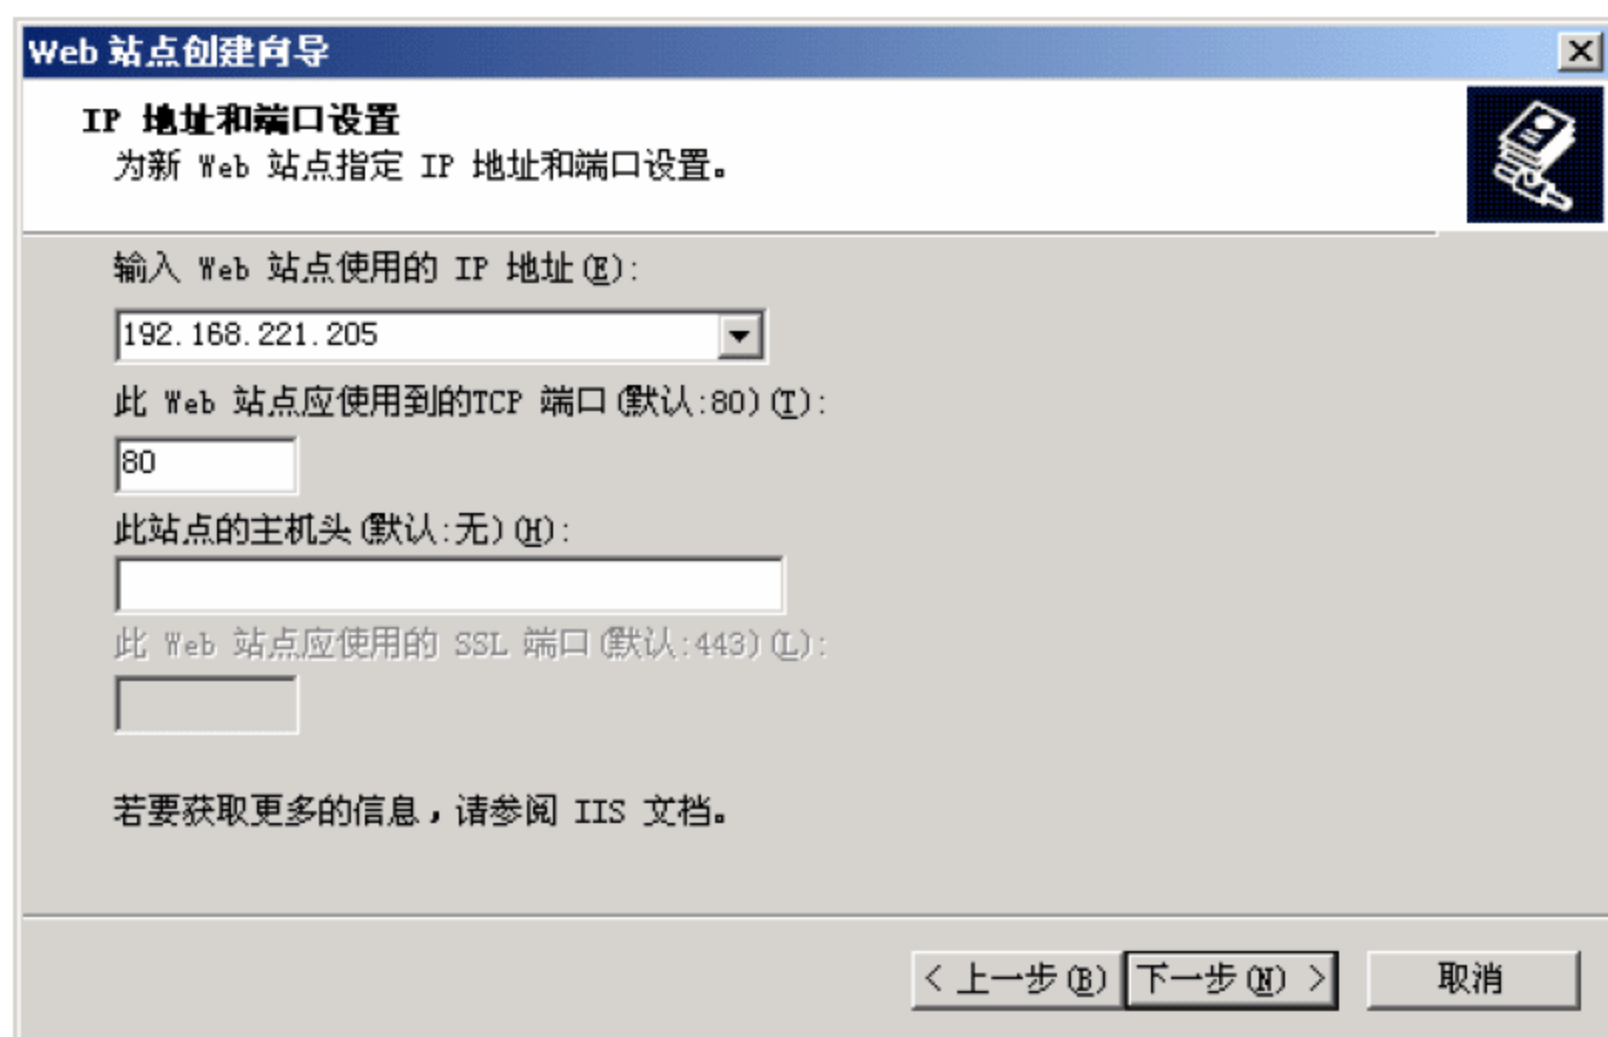 Web 站点创建向导
IP 地址和端口设置
为新 Web 站点指定 IP 地址和端口设置。
输入 Web 站点使用的 IP 地址(E):
192.168.221.205
此 Web 站点应使用到的TCP 端口(默认:80)(T):
80
此站点的主机头(默认:无)(H):
此 Web 站点应使用的 SSL 端口(默认:443)(L):
若要获取更多的信息，请参阅 IIS 文档。
< 上一步(B) 下一步(N) > 取消